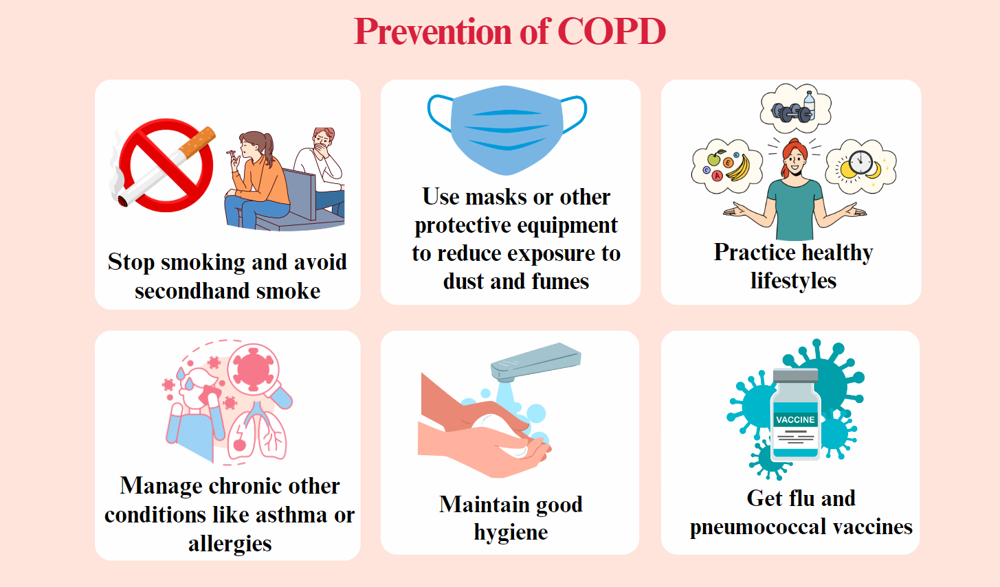 Prevention of COPD
Stop smoking and avoid
secondhand smoke
Use masks or other
protective equipment
to reduce exposure to
dust and fumes
C
A
E
C
Practice healthy
lifestyles
Manage chronic other
conditions like asthma or
allergies
Maintain good
hygiene
VACCINE
Get flu and
pneumococcal vaccines